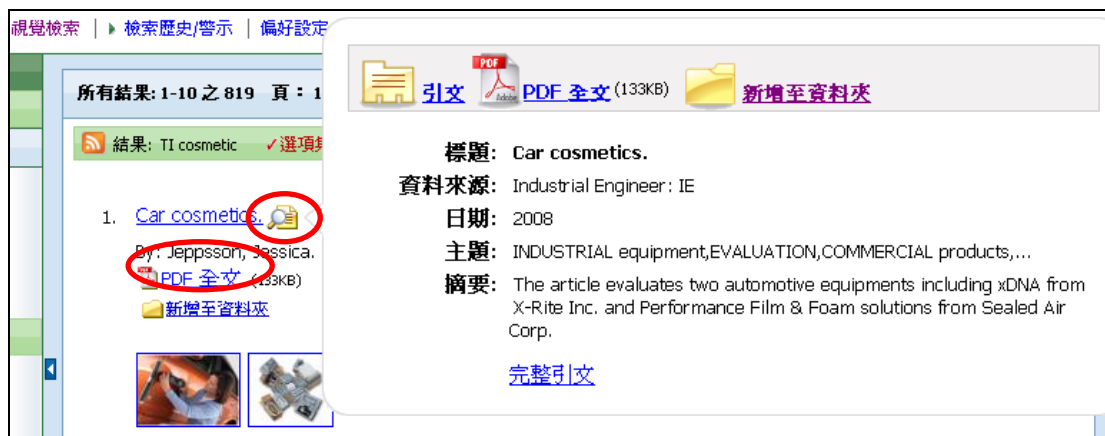 視覺檢索 | 檢索歷史/警示 | 偏好設定
所有結果: 1-10 之 819 頁： 1
結果: TI cosmetic ✓選項
1. Car cosmetics.
By: Jeppsson, Jessica.
PDF 全文 (133KB)
新增至資料夾
引文 PDF 全文 (133KB) 新增至資料夾
標題: Car cosmetics.
資料來源: Industrial Engineer: IE
日期: 2008
主題: INDUSTRIAL equipment,EVALUATION,COMMERCIAL products,...
摘要: The article evaluates two automotive equipments including xDNA from
X-Rite Inc. and Performance Film & Foam solutions from Sealed Air
Corp.
完整引文